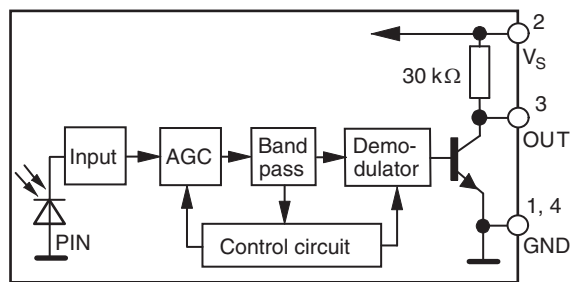 2
V_S
30 kΩ
3
OUT
Input
AGC
Band
pass
Demo-
dulator
1, 4
GND
PIN
Control circuit